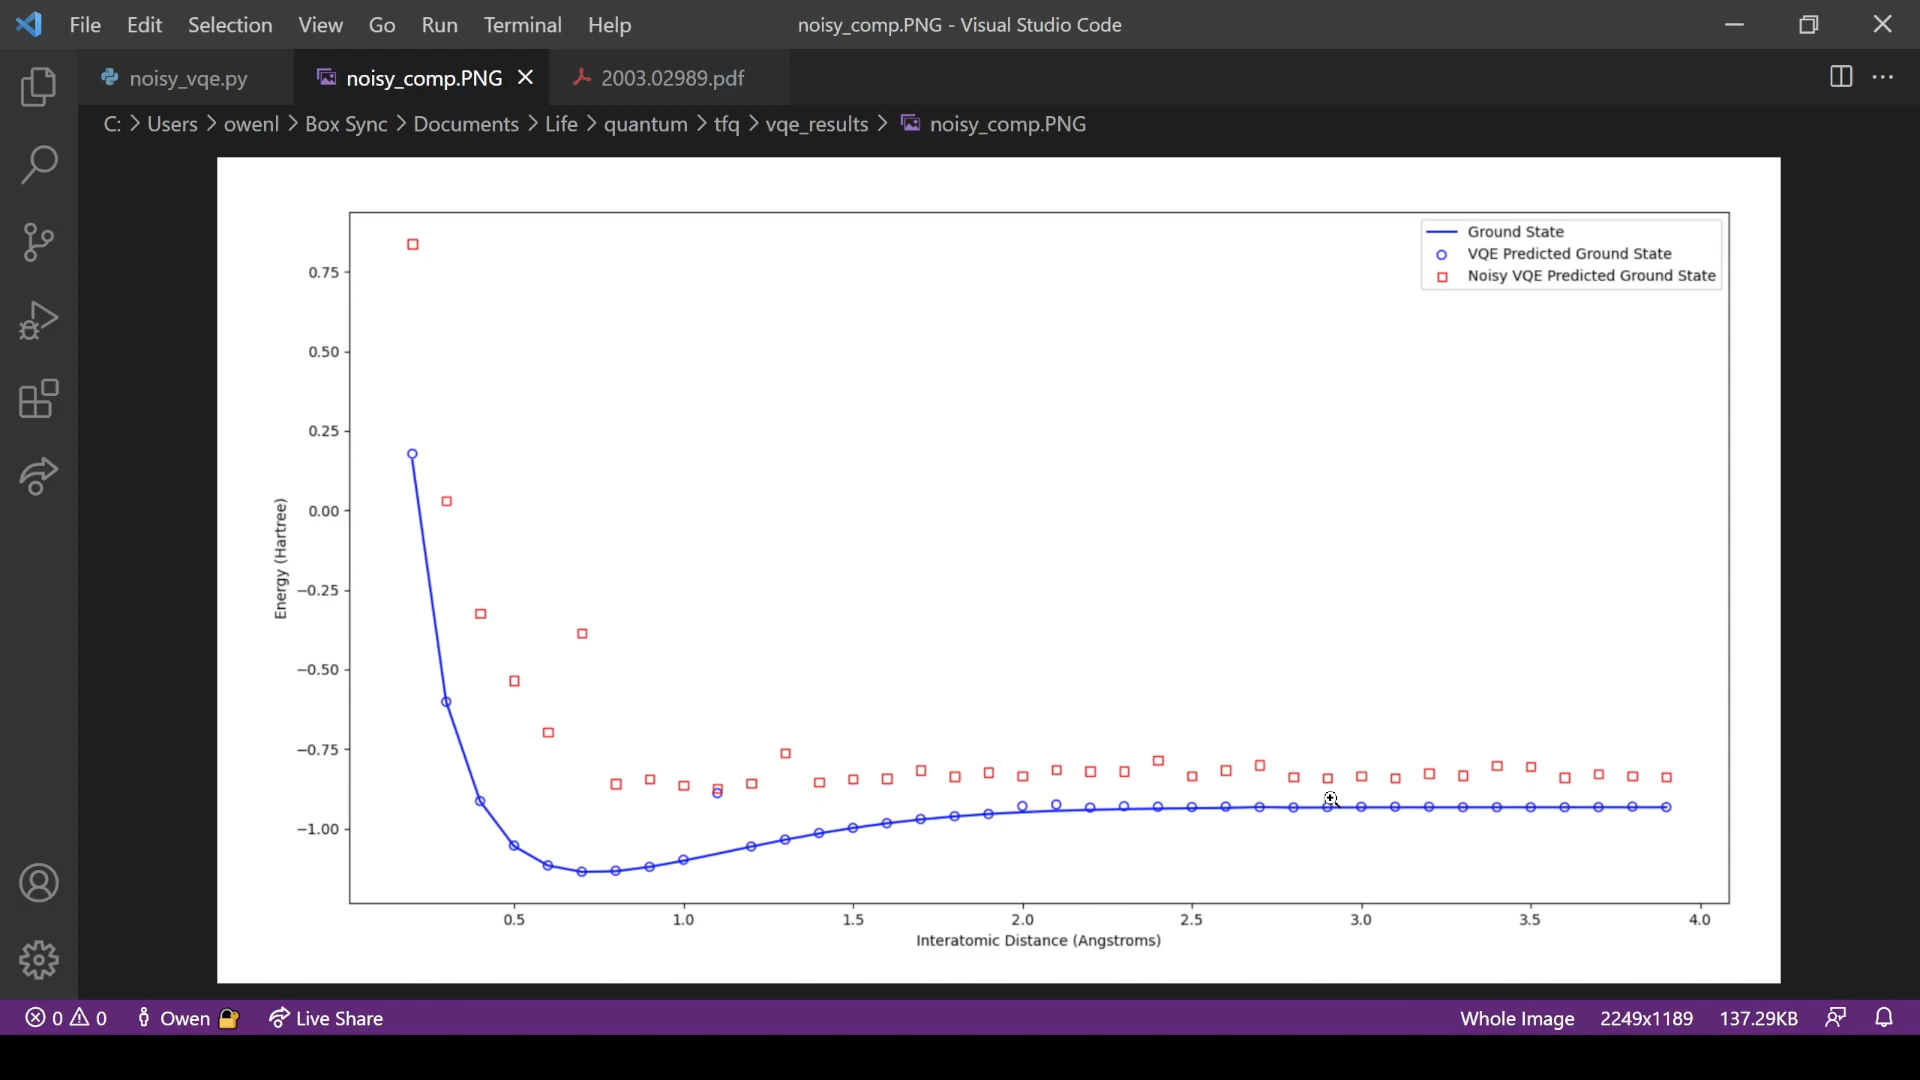 File Edit Selection View Go Run Terminal Help
noisy_comp.PNG - Visual Studio Code
noisy_vqe.py
noisy_comp.PNG
2003.02989.pdf
C: > Users > owenl > Box Sync > Documents > Life > quantum > tfq > vqe_results > noisy_comp.PNG
Ground State
VQE Predicted Ground State
Noisy VQE Predicted Ground State
0.75
0.50
0.25
0.00
−0.25
−0.50
−0.75
−1.00
Energy (Hartree)
0.5 1.0 1.5 2.0 2.5 3.0 3.5 4.0
Interatomic Distance (Angstroms)
0 0 Owen Live Share Whole Image 2249x1189 137.29KB